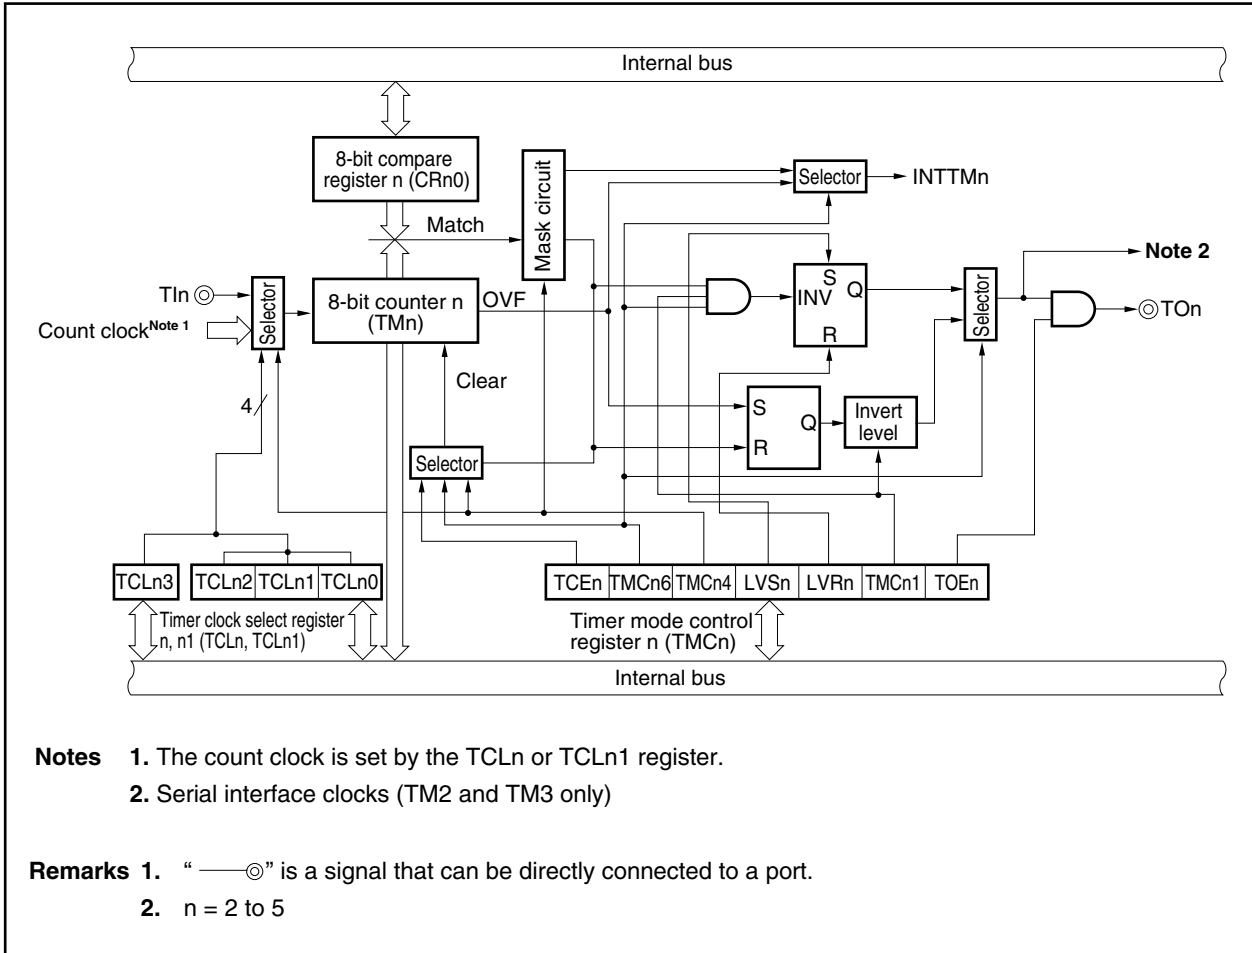 Internal bus
8-bit compare
register n (CRn0)
Mask circuit
Selector
INTTMn
Match
Note 2
TIn
Selector
8-bit counter n
(TMn)
OVF
S
INV
Q
R
Selector
TOn
Count clock Note 1
Clear
4
S
Q
R
Invert
level
Selector
TCLn3
TCLn2 TCLn1 TCLn0
TCEn TMCn6 TMCn4 LVSn LVRn TMCn1 TOEn
Timer clock select register
n, n1 (TCLn, TCLn1)
Timer mode control
register n (TMCn)
Internal bus
Notes 1. The count clock is set by the TCLn or TCLn1 register.
2. Serial interface clocks (TM2 and TM3 only)
Remarks 1. “ ——◎” is a signal that can be directly connected to a port.
2. n = 2 to 5